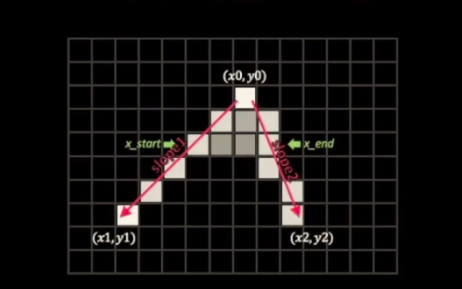 (x0, y0)
x_start
x_end
slope1
slope2
(x1, y1)
(x2, y2)